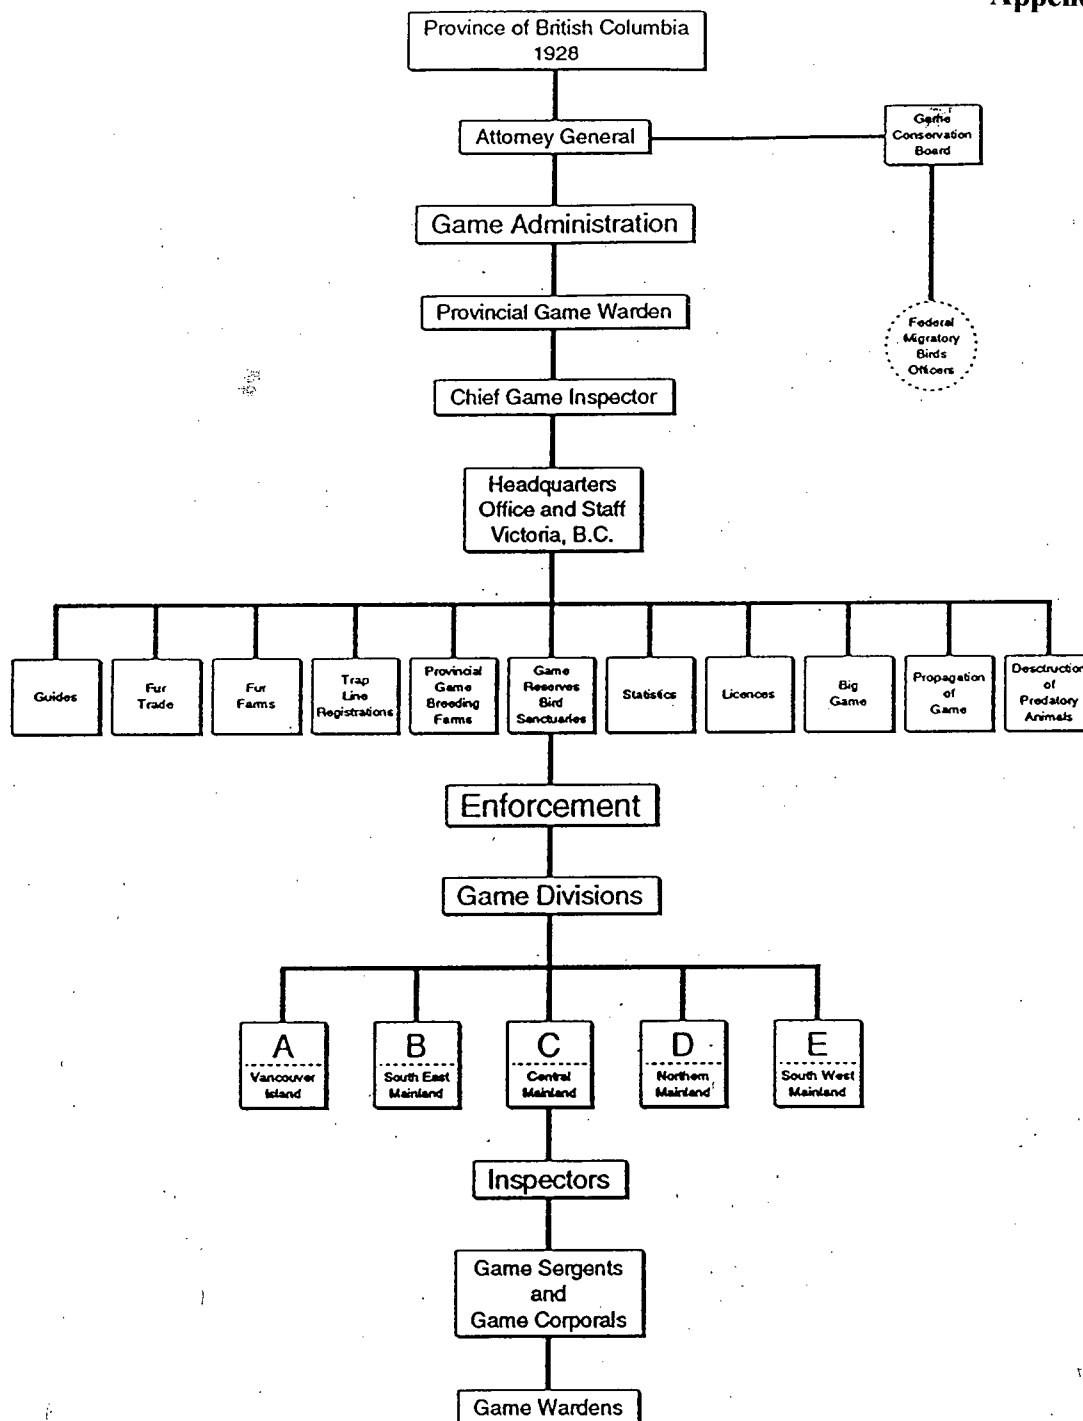 Appen
Province of British Columbia
1928
Attorney General
Game
Conservation
Board
Game Administration
Provincial Game Warden
Federal
Migratory
Birds
Officers
Chief Game Inspector
Headquarters
Office and Staff
Victoria, B.C.
Guides
Fur
Trade
Fur
Farms
Trap
Line
Registrations
Provincial
Game
Breeding
Farms
Game
Reserves
Bird
Sanctuaries
Statistics
Licences
Big
Game
Propagation
of
Game
Desctruction
of
Predatory
Animals
Enforcement
Game Divisions
A
Vancouver
Island
B
South East
Mainland
C
Central
Mainland
D
Northern
Mainland
E
South West
Mainland
Inspectors
Game Sergents
and
Game Corporals
Game Wardens